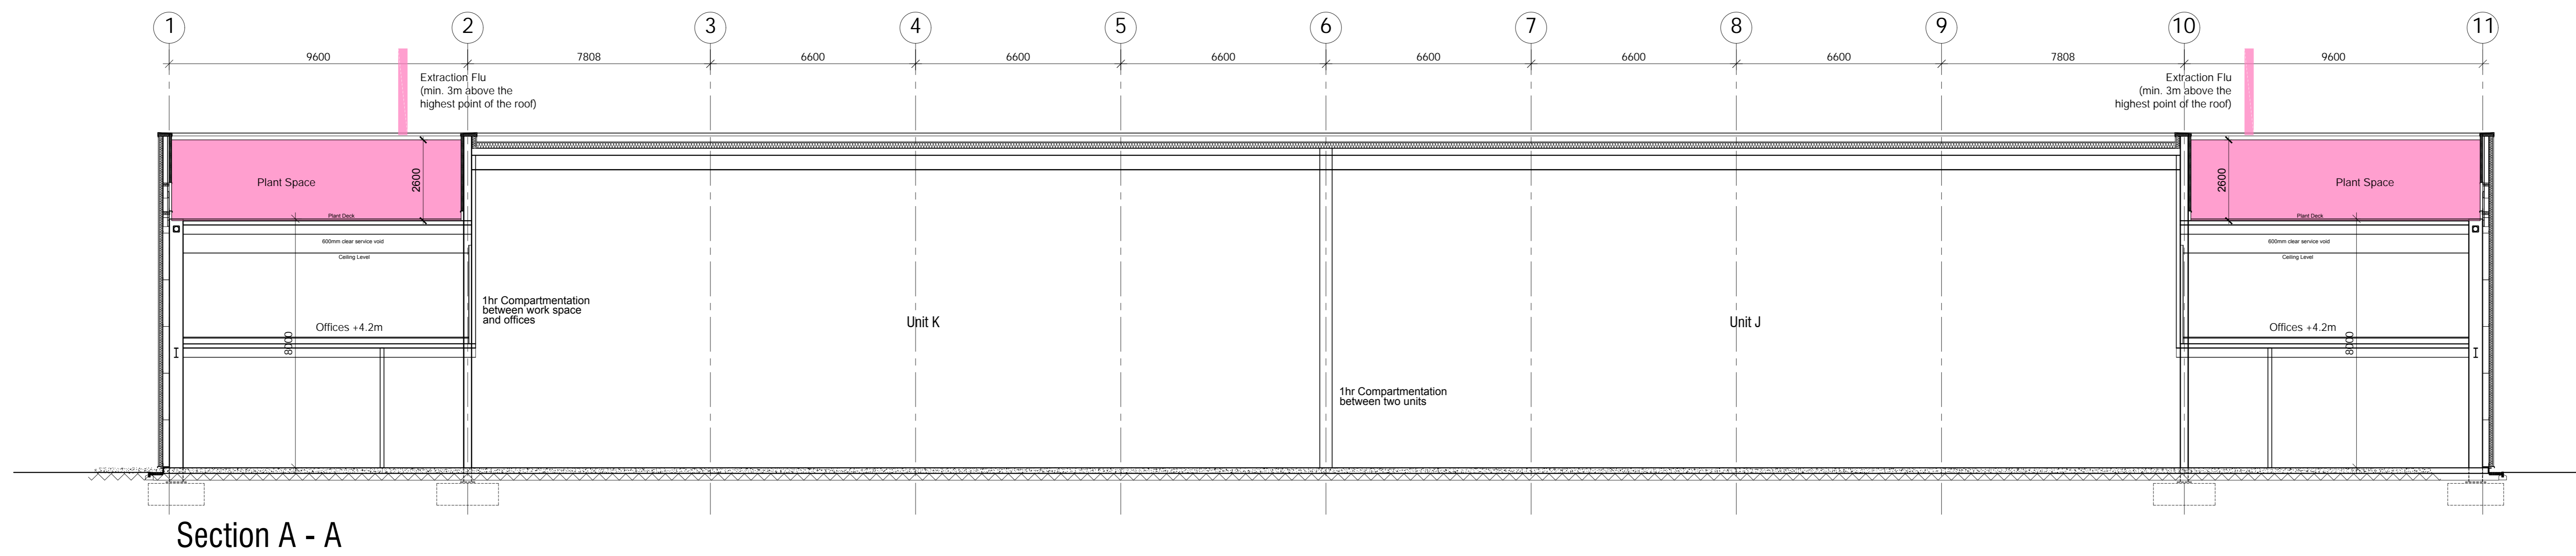 1 2 3 4 5 6 7 8 9 10 11
9600 7808 6600 6600 6600 6600 6600 6600 7808 9600
Extraction Flu
(min. 3m above the
highest point of the roof)
Extraction Flu
(min. 3m above the
highest point of the roof)
Plant Space
2600
Plant Deck
600mm clear service void
Ceiling Level
Offices +4.2m
8000
1hr Compartmentation
between work space
and offices
Unit K
1hr Compartmentation
between two units
Unit J
2600
Plant Space
Plant Deck
600mm clear service void
Ceiling Level
Offices +4.2m
8000
Section A - A